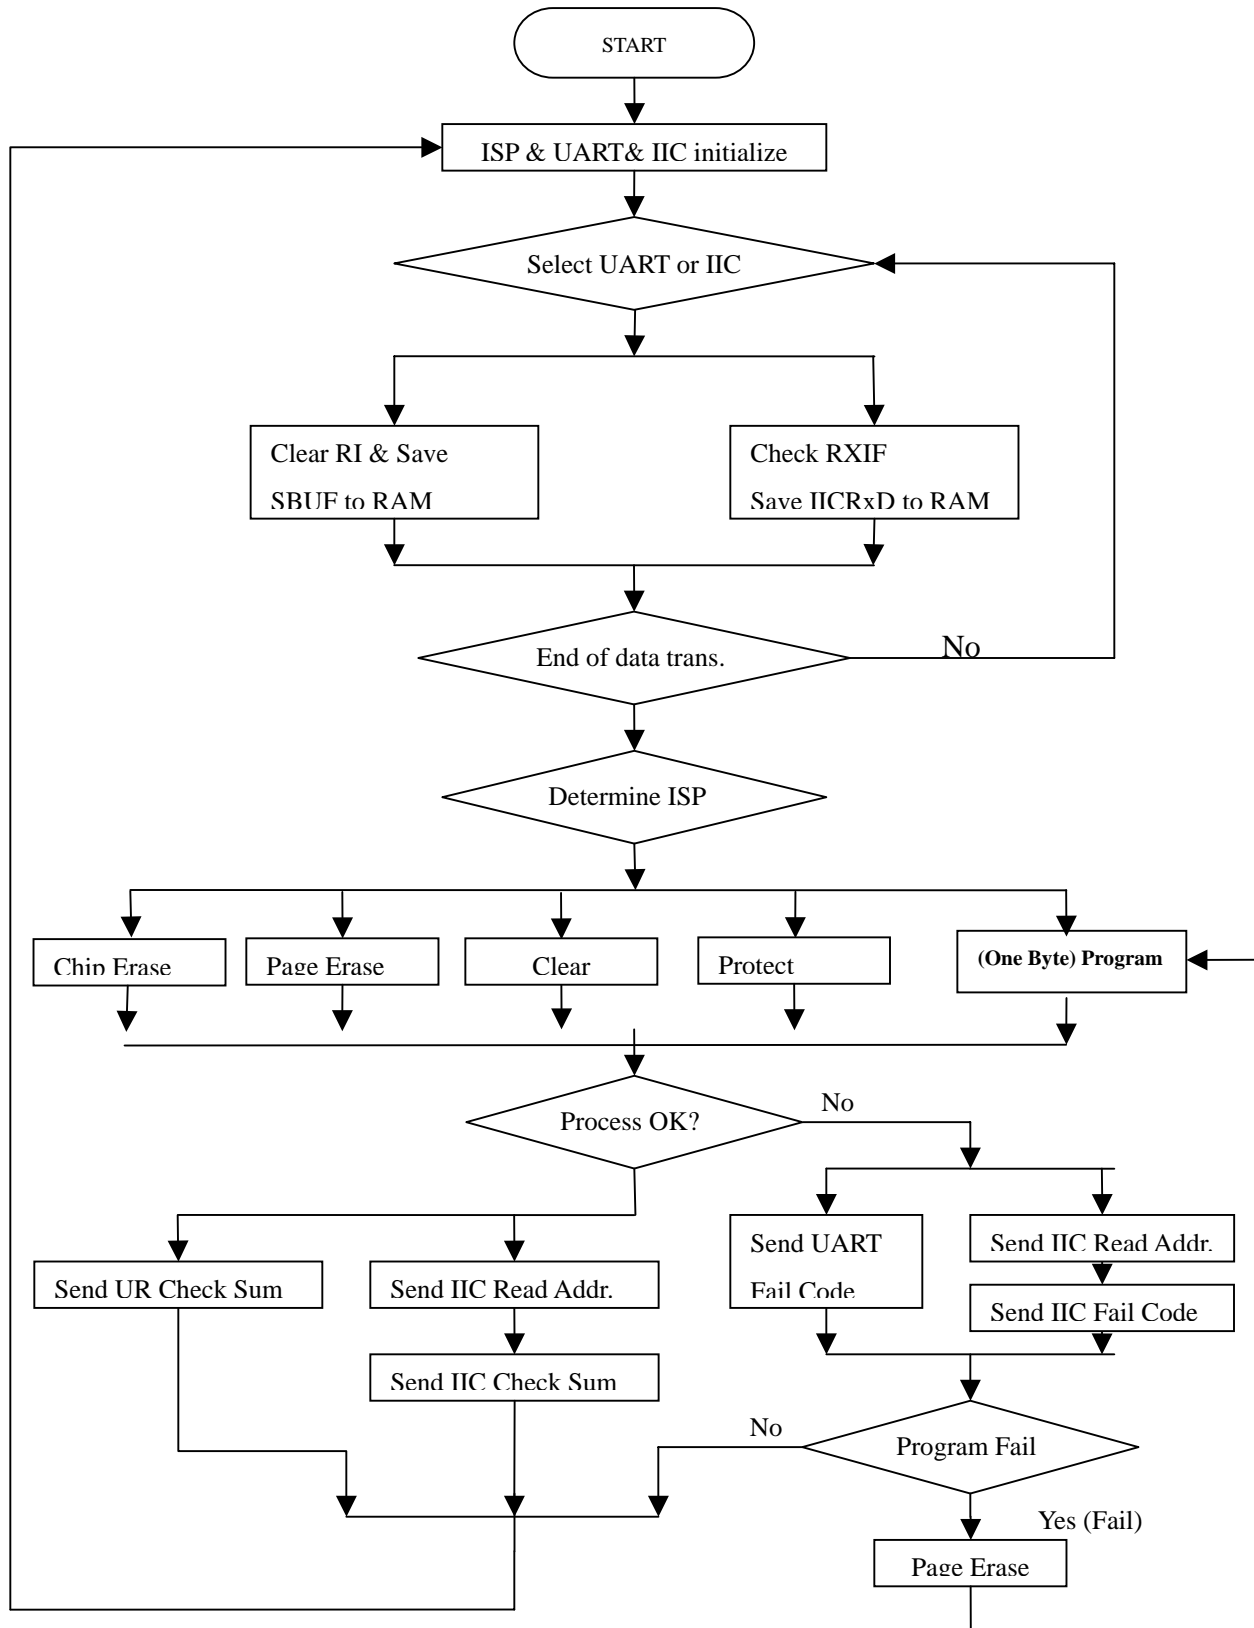 START
ISP & UART& IIC initialize
Select UART or IIC
Clear RI & Save
SBUF to RAM
Check RXIF
Save IICRxD to RAM
End of data trans.
No
Determine ISP
Chip Erase
Page Erase
Clear
Protect
(One Byte) Program
Process OK?
No
Send UR Check Sum
Send IIC Read Addr.
Send IIC Check Sum
Send UART
Fail Code
Send IIC Read Addr.
Send IIC Fail Code
No
Program Fail
Yes (Fail)
Page Erase